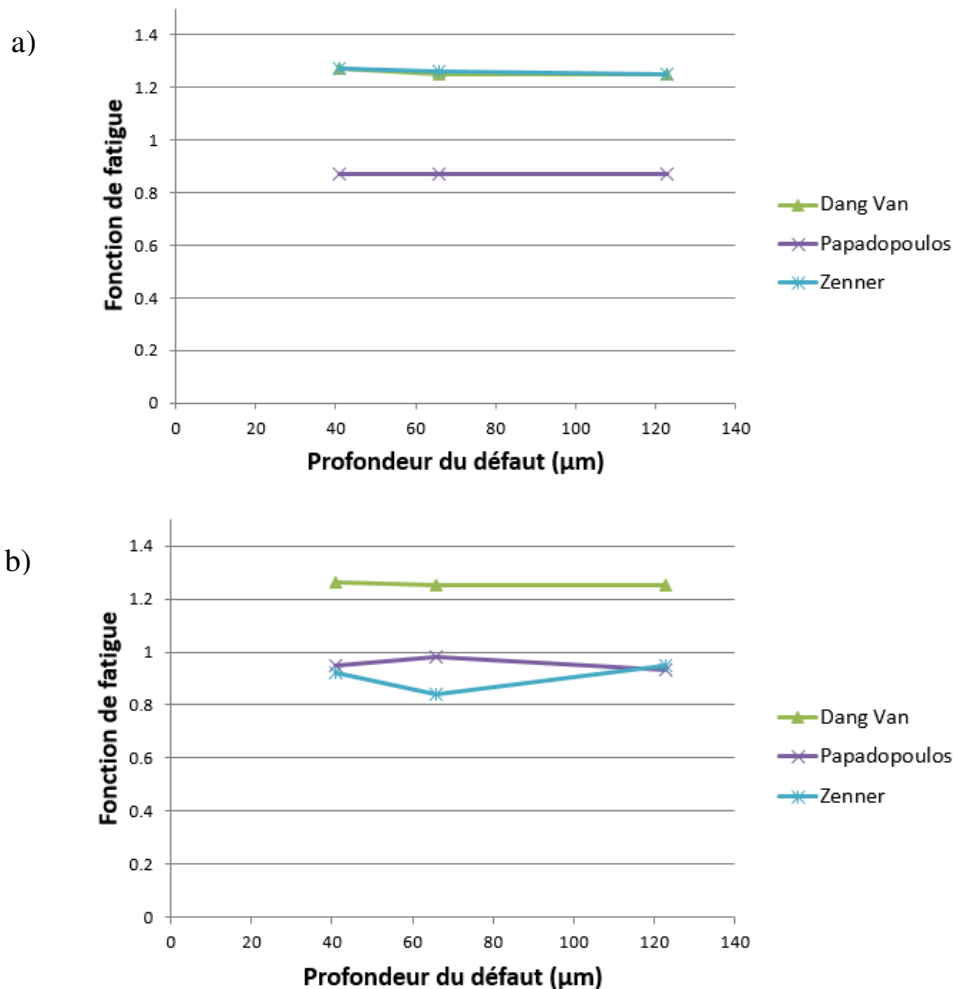 a)
Fonction de fatigue
1.4
1.2
1
0.8
0.6
0.4
0.2
0
0 20 40 60 80 100 120 140
Profondeur du défaut (µm)
Dang Van
Papadopoulos
Zenner
b)
Fonction de fatigue
1.4
1.2
1
0.8
0.6
0.4
0.2
0
0 20 40 60 80 100 120 140
Profondeur du défaut (µm)
Dang Van
Papadopoulos
Zenner